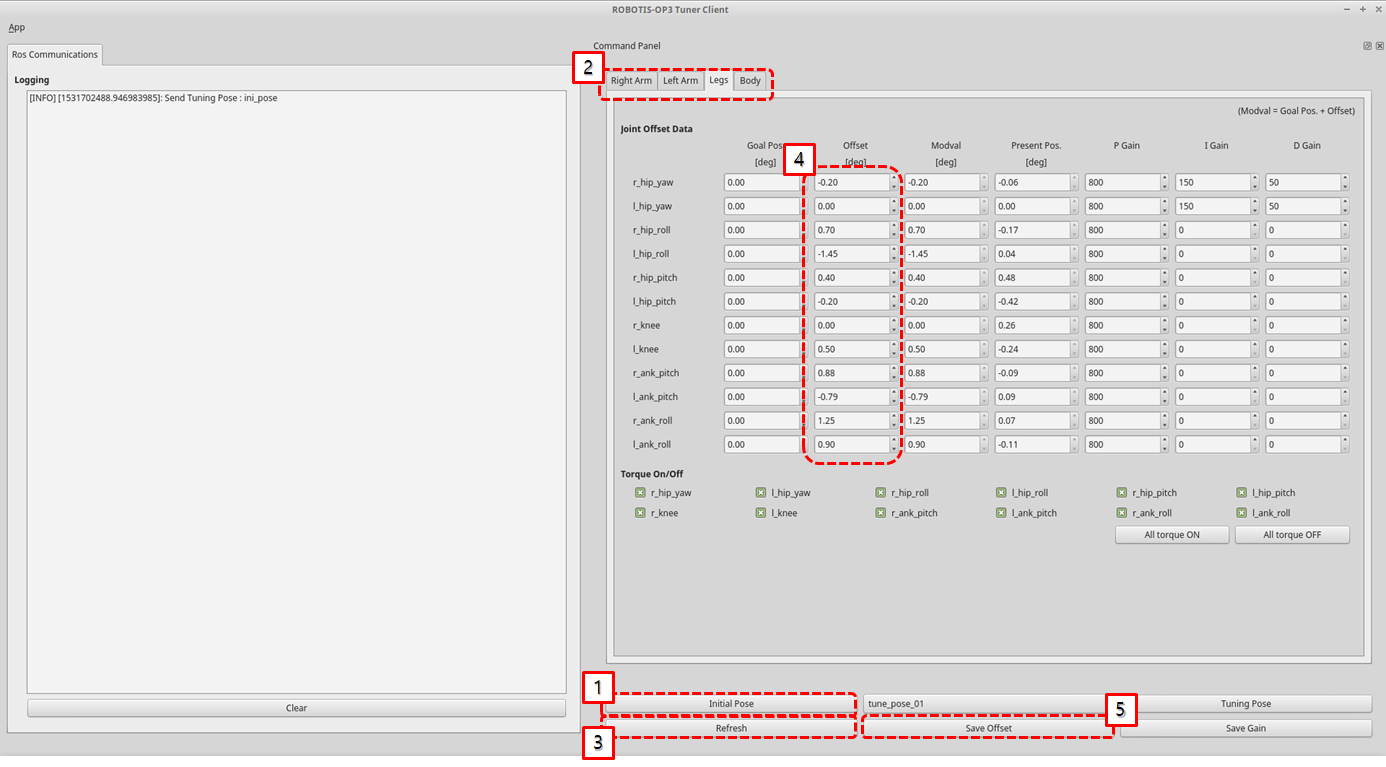 ROBOTIS-OP3 Tuner Client
App
Ros Communications
Logging
[INFO] [1531702488.946983985]: Send Tuning Pose : ini_pose
Clear
Command Panel
2
Right Arm Left Arm Legs Body
(Modval = Goal Pos. + Offset)
Joint Offset Data
Goal Pos Offset Modval Present Pos. P Gain I Gain D Gain
4
[deg] [deg] [deg] [deg]
r_hip_yaw 0.00 -0.20 -0.20 -0.06 800 150 50
l_hip_yaw 0.00 0.00 0.00 0.00 800 150 50
r_hip_roll 0.00 0.70 0.70 -0.17 800 0 0
l_hip_roll 0.00 -1.45 -1.45 0.04 800 0 0
r_hip_pitch 0.00 0.40 0.40 0.48 800 0 0
l_hip_pitch 0.00 -0.20 -0.20 -0.42 800 0 0
r_knee 0.00 0.00 0.00 0.26 800 0 0
l_knee 0.00 0.50 0.50 -0.24 800 0 0
r_ank_pitch 0.00 0.88 0.88 -0.09 800 0 0
l_ank_pitch 0.00 -0.79 -0.79 0.09 800 0 0
r_ank_roll 0.00 1.25 1.25 0.07 800 0 0
l_ank_roll 0.00 0.90 0.90 -0.11 800 0 0
Torque On/Off
r_hip_yaw l_hip_yaw r_hip_roll l_hip_roll r_hip_pitch l_hip_pitch
r_knee l_knee r_ank_pitch l_ank_pitch r_ank_roll l_ank_roll
All torque ON All torque OFF
1
Initial Pose tune_pose_01 Tuning Pose
5
3
Refresh Save Offset Save Gain